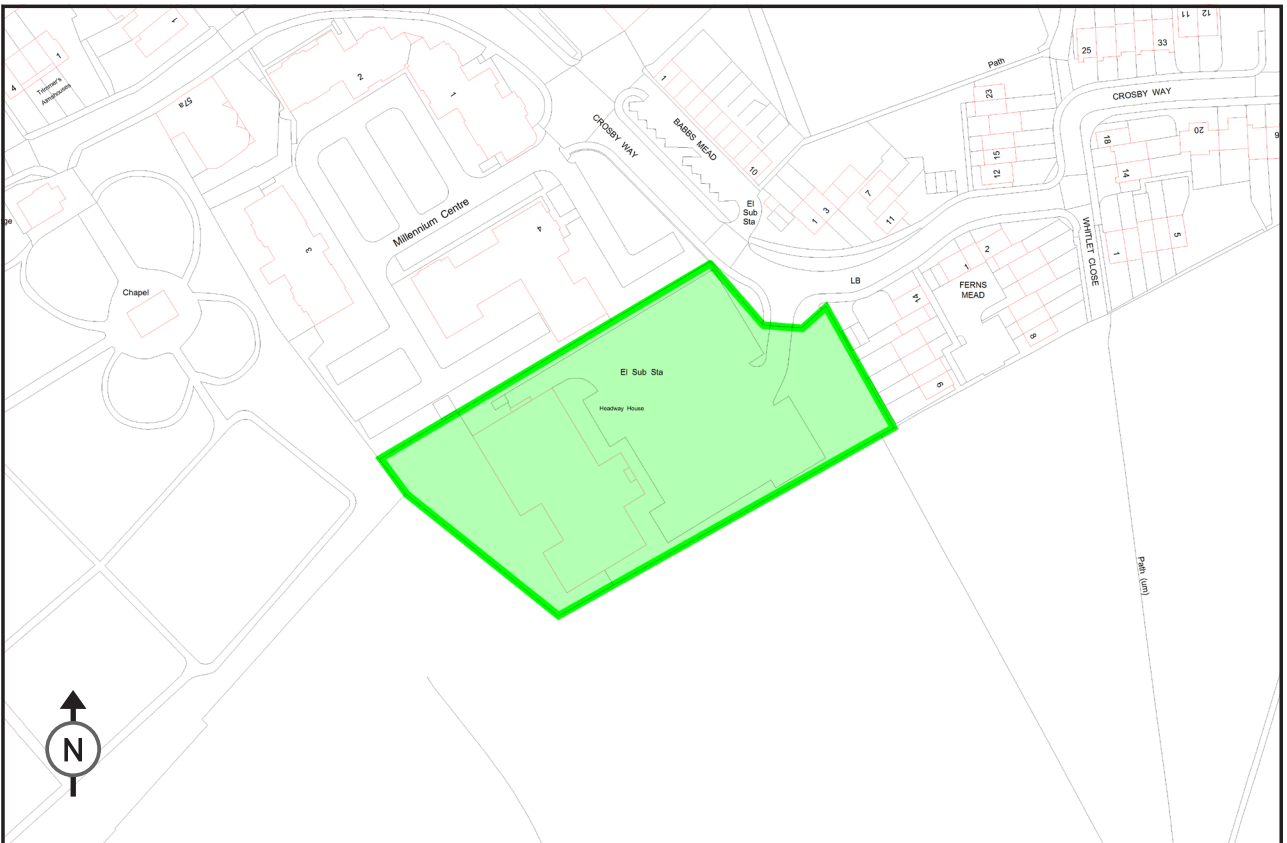 1
1
4
Trimmer's
Almshouses
57a
2
1
3
4
Millennium Centre
ge
Chapel
CROSBY WAY
1
BABBS MEAD
10
El
Sub
Sta
1
3
7
11
Path
25
33
11
12
23
15
12
CROSBY WAY
18
14
20
9
WHITLET CLOSE
1
5
LB
2
1
FERNS
MEAD
14
9
8
El Sub Sta
Headway House
Path (um)
N